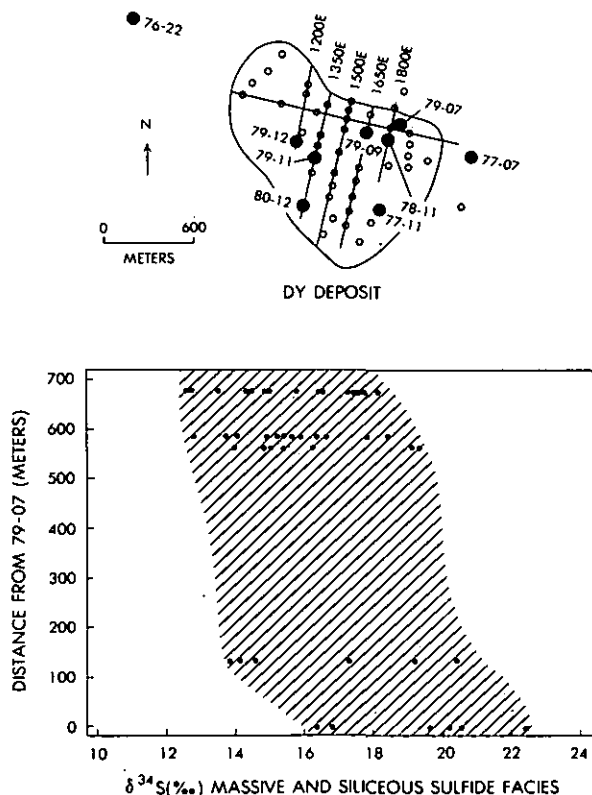 76-22
1200E
1350E
1500E
1650E
1800E
79-07
N
79-12
79-09
77-07
79-11
80-12
78-11
77-11
0 600
METERS
DY DEPOSIT
DISTANCE FROM 79-07 (METERS)
700
600
500
400
300
200
100
0
10 12 14 16 18 20 22 24
δ34S(‰) MASSIVE AND SILICEOUS SULFIDE FACIES